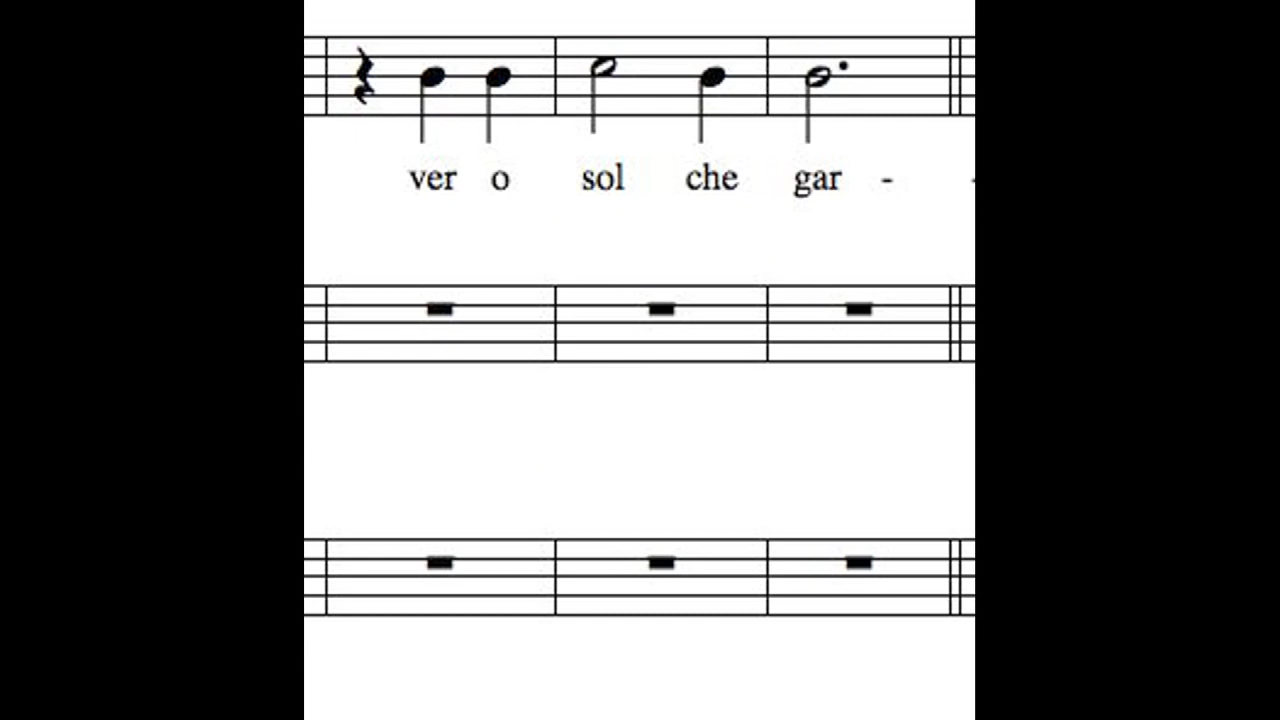 ver o sol che gar - -